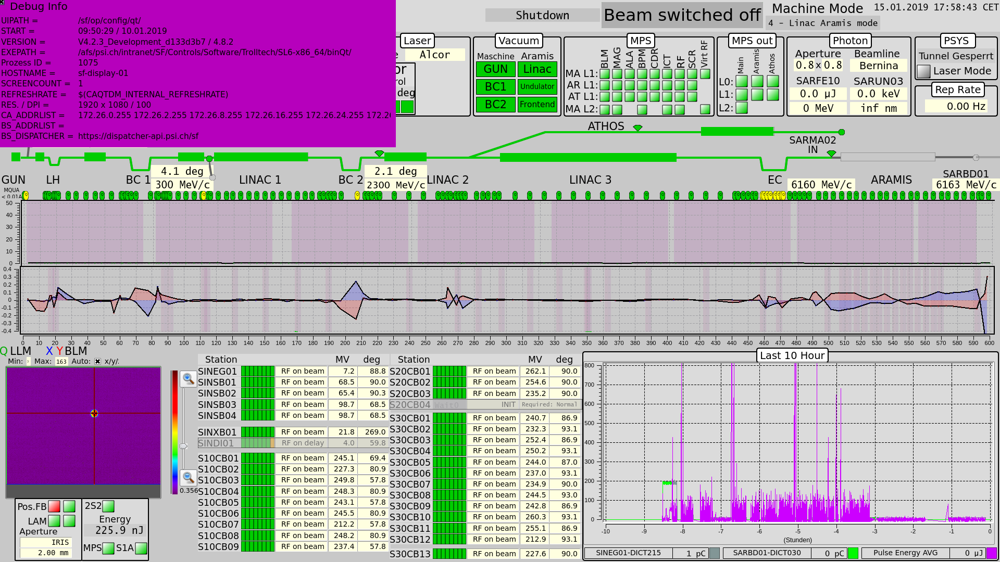 Debug Info
UIPATH = /sf/op/config/qt/
START = 09:50:29 / 10.01.2019
VERSION = V4.2.3_Development_d133d3b7 / 4.8.2
EXEPATH = /afs/psi.ch/intranet/SF/Controls/Software/Trolltech/SL6-x86_64/binQt/
Prozess ID = 1075
HOSTNAME = sf-display-01
SCREENCOUNT = 1
REFRESHRATE = $(CAQTDM_INTERNAL_REFRESHRATE)
RES. / DPI = 1920 x 1080 / 100
CA_ADDRLIST = 172.26.0.255 172.26.2.255 172.26.8.255 172.26.16.255 172.26.24.255 172.2
BS_ADDRLIST =
BS_DISPATCHER = https://dispatcher-api.psi.ch/sf
Shutdown
Beam switched off
Machine Mode
4 - Linac Aramis mode
15.01.2019 17:58:43 CET
Laser
Alcor
deg
Vacuum
Maschine Aramis
GUN Linac
BC1 Undulator
BC2 Frontend
MPS
BLM MAG ALA BPM CDR ICT RF SCR Virt RF
MA L1:
AR L1:
AT L1:
MA L2:
MPS out
Main Aramis Athos
L0:
L1:
L2:
Photon
Aperture Beamline
0.8 x 0.8 Bernina
SARFE10 SARUN03
0.0 µJ 0.0 keV
0 MeV inf nm
PSYS
Tunnel Gesperrt
Laser Mode
Rep Rate
0.00 Hz
ATHOS
SARMA02
IN
4.1 deg
2.1 deg
SARBD01
GUN LH BC 1 300 MeV/c LINAC 1 BC 2 2300 MeV/c LINAC 2 LINAC 3 EC 6160 MeV/c ARAMIS 6163 MeV/c
MQUA
< 0.01A
50
40
30
20
10
0
0.4
0.3
0.2
0.1
0
-0.1
-0.2
-0.3
-0.4
0 10 20 30 40 50 60 70 80 90 100 110 120 130 140 150 160 170 180 190 200 210 220 230 240 250 260 270 280 290 300 310 320 330 340 350 360 370 380 390 400 410 420 430 440 450 460 470 480 490 500 510 520 530 540 550 560 570 580 590 600
Q LLM X Y BLM
Min: Max: 163 Auto: x/y/
0.356
Pos.FB
LAM
Aperture
IRIS
2.00 mm
2S2
Energy
225.9 nJ
MPS S1A
Station MV deg
SINEG01 RF on beam 7.2 88.8
SINSB01 RF on beam 68.5 90.0
SINSB02 RF on beam 65.4 90.3
SINSB03 RF on beam 98.7 68.5
SINSB04 RF on beam 98.7 68.5
SINXB01 RF on beam 21.8 269.0
SINDI01 RF on delay 4.0 59.8
S10CB01 RF on beam 245.1 69.4
S10CB02 RF on beam 227.3 80.9
S10CB03 RF on beam 249.8 57.8
S10CB04 RF on beam 248.3 80.9
S10CB05 RF on beam 243.1 57.8
S10CB06 RF on beam 245.5 80.9
S10CB07 RF on beam 212.2 57.8
S10CB08 RF on beam 248.2 80.9
S10CB09 RF on beam 237.4 57.8
Station MV deg
S20CB01 RF on beam 262.1 90.0
S20CB02 RF on beam 254.6 90.0
S20CB03 RF on beam 235.2 90.0
S20CB04 WaitO INIT Required: Normal
S30CB01 RF on beam 240.7 86.9
S30CB02 RF on beam 232.3 93.1
S30CB03 RF on beam 252.4 86.9
S30CB04 RF on beam 250.2 93.1
S30CB05 RF on beam 244.0 87.0
S30CB06 RF on beam 237.0 93.1
S30CB07 RF on beam 234.9 90.0
S30CB08 RF on beam 244.5 93.0
S30CB09 RF on beam 242.8 86.9
S30CB10 RF on beam 260.3 93.1
S30CB11 RF on beam 255.1 86.9
S30CB12 RF on beam 212.9 93.1
S30CB13 RF on beam 227.6 90.0
Last 10 Hour
800
700
600
500
400
300
200
100
0
-10 -9 -8 -7 -6 -5 -4 -3 -2 -1 0
(Stunden)
SINEG01-DICT215 1 pC SARBD01-DICT030 0 pC Pulse Energy AVG 0 µJ